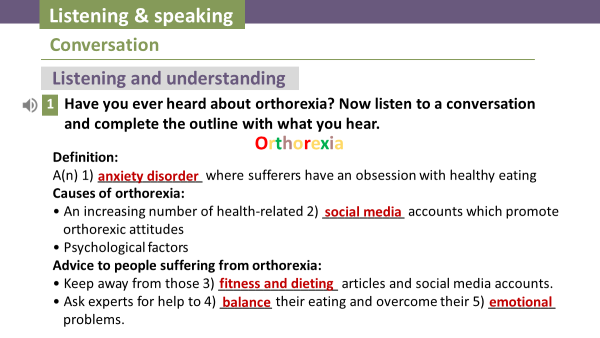 Listening & speaking
Conversation
Listening and understanding
1 Have you ever heard about orthorexia? Now listen to a conversation
and complete the outline with what you hear.
Orthorexia
Definition:
A(n) 1) anxiety disorder where sufferers have an obsession with healthy eating
Causes of orthorexia:
• An increasing number of health-related 2) social media accounts which promote
orthorexic attitudes
• Psychological factors
Advice to people suffering from orthorexia:
• Keep away from those 3) fitness and dieting articles and social media accounts.
• Ask experts for help to 4) balance their eating and overcome their 5) emotional
problems.